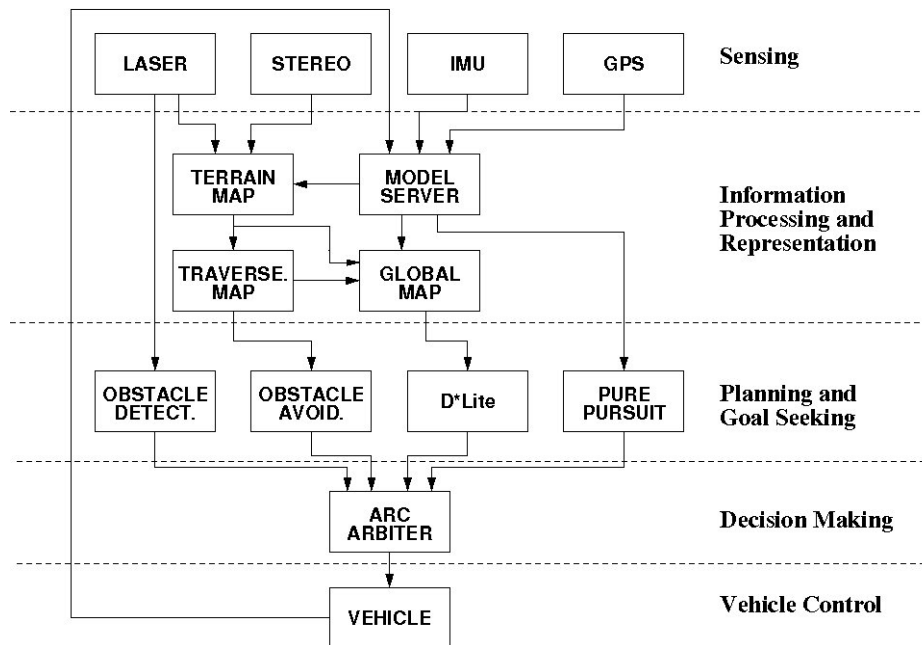 LASER
STEREO
IMU
GPS
Sensing
TERRAIN
MAP
MODEL
SERVER
Information
Processing and
Representation
TRAVERSE.
MAP
GLOBAL
MAP
OBSTACLE
DETECT.
OBSTACLE
AVOID.
D*Lite
PURE
PURSUIT
Planning and
Goal Seeking
ARC
ARBITER
Decision Making
VEHICLE
Vehicle Control